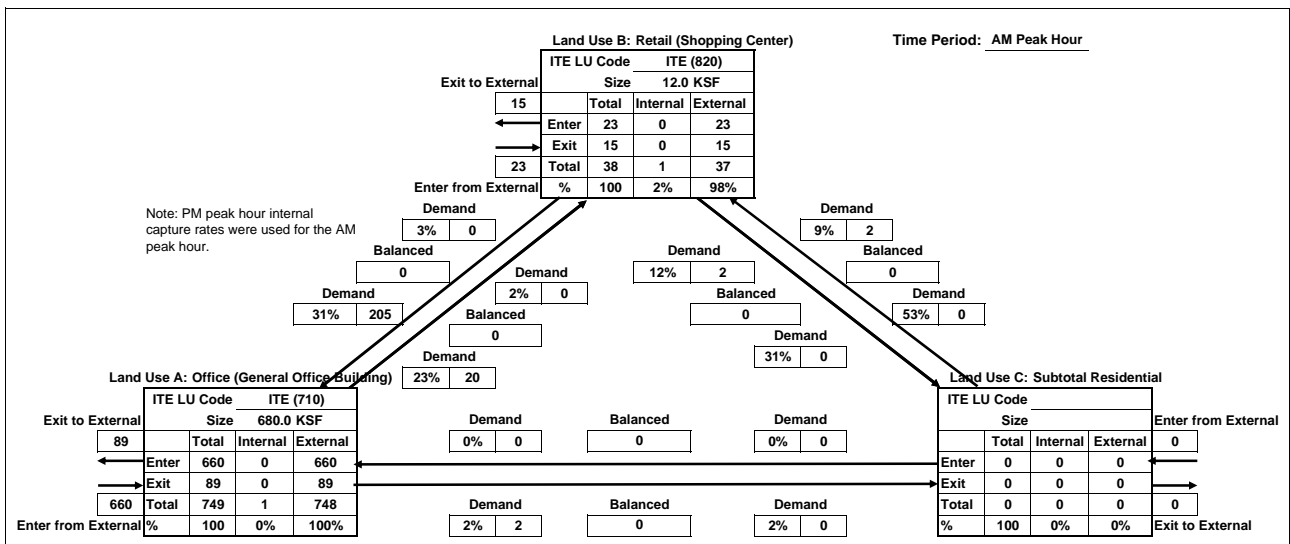 Land Use B: Retail (Shopping Center)
Time Period: AM Peak Hour
ITE LU Code ITE (820)
Exit to External Size 12.0 KSF
15 Total Internal External
Enter 23 0 23
Exit 15 0 15
23 Total 38 1 37
Enter from External % 100 2% 98%
Note: PM peak hour internal
capture rates were used for the AM
peak hour.
Demand
3% 0
Balanced
0
Demand
31% 205
Demand
2% 0
Balanced
0
Demand
23% 20
Demand
12% 2
Balanced
0
Demand
31% 0
Demand
9% 2
Balanced
0
Demand
53% 0
Land Use A: Office (General Office Building)
ITE LU Code ITE (710)
Exit to External Size 680.0 KSF
89 Total Internal External
Enter 660 0 660
Exit 89 0 89
660 Total 749 1 748
Enter from External % 100 0% 100%
Demand Balanced Demand
0% 0 0 0% 0
Demand Balanced Demand
2% 2 0 2% 0
Land Use C: Subtotal Residential
ITE LU Code
Size Enter from External
Total Internal External 0
Enter 0 0 0
Exit 0 0 0
Total 0 0 0 0
% 100 0% 0% Exit to External